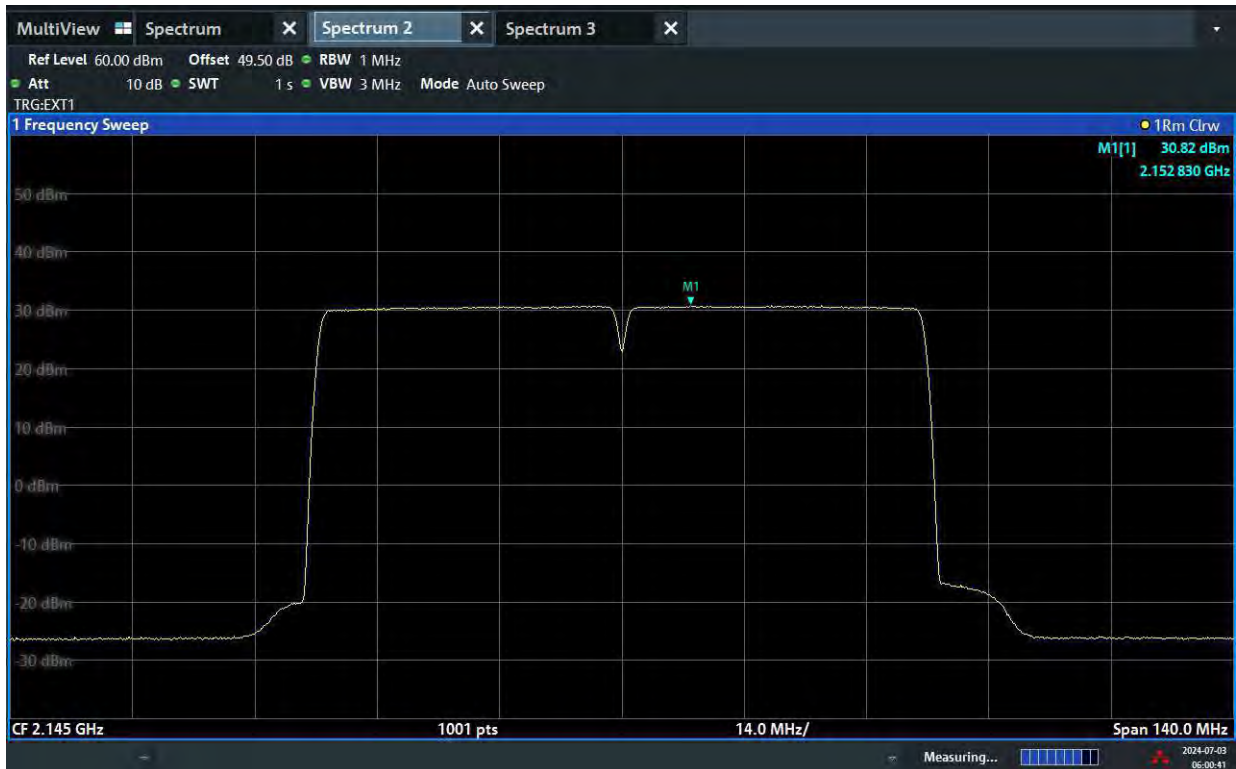 MultiView Spectrum X Spectrum 2 X Spectrum 3 X
Ref Level 60.00 dBm Offset 49.50 dB RBW 1 MHz
Att 10 dB SWT 1 s VBW 3 MHz Mode Auto Sweep
TRG:EXT1
1 Frequency Sweep 1Rm Clrw
M1[1] 30.82 dBm
2.152 830 GHz
50 dBm
40 dBm
M1
30 dBm
20 dBm
10 dBm
0 dBm
-10 dBm
-20 dBm
-30 dBm
CF 2.145 GHz 1001 pts 14.0 MHz/ Span 140.0 MHz
Measuring... 2024-07-03
06:00:41